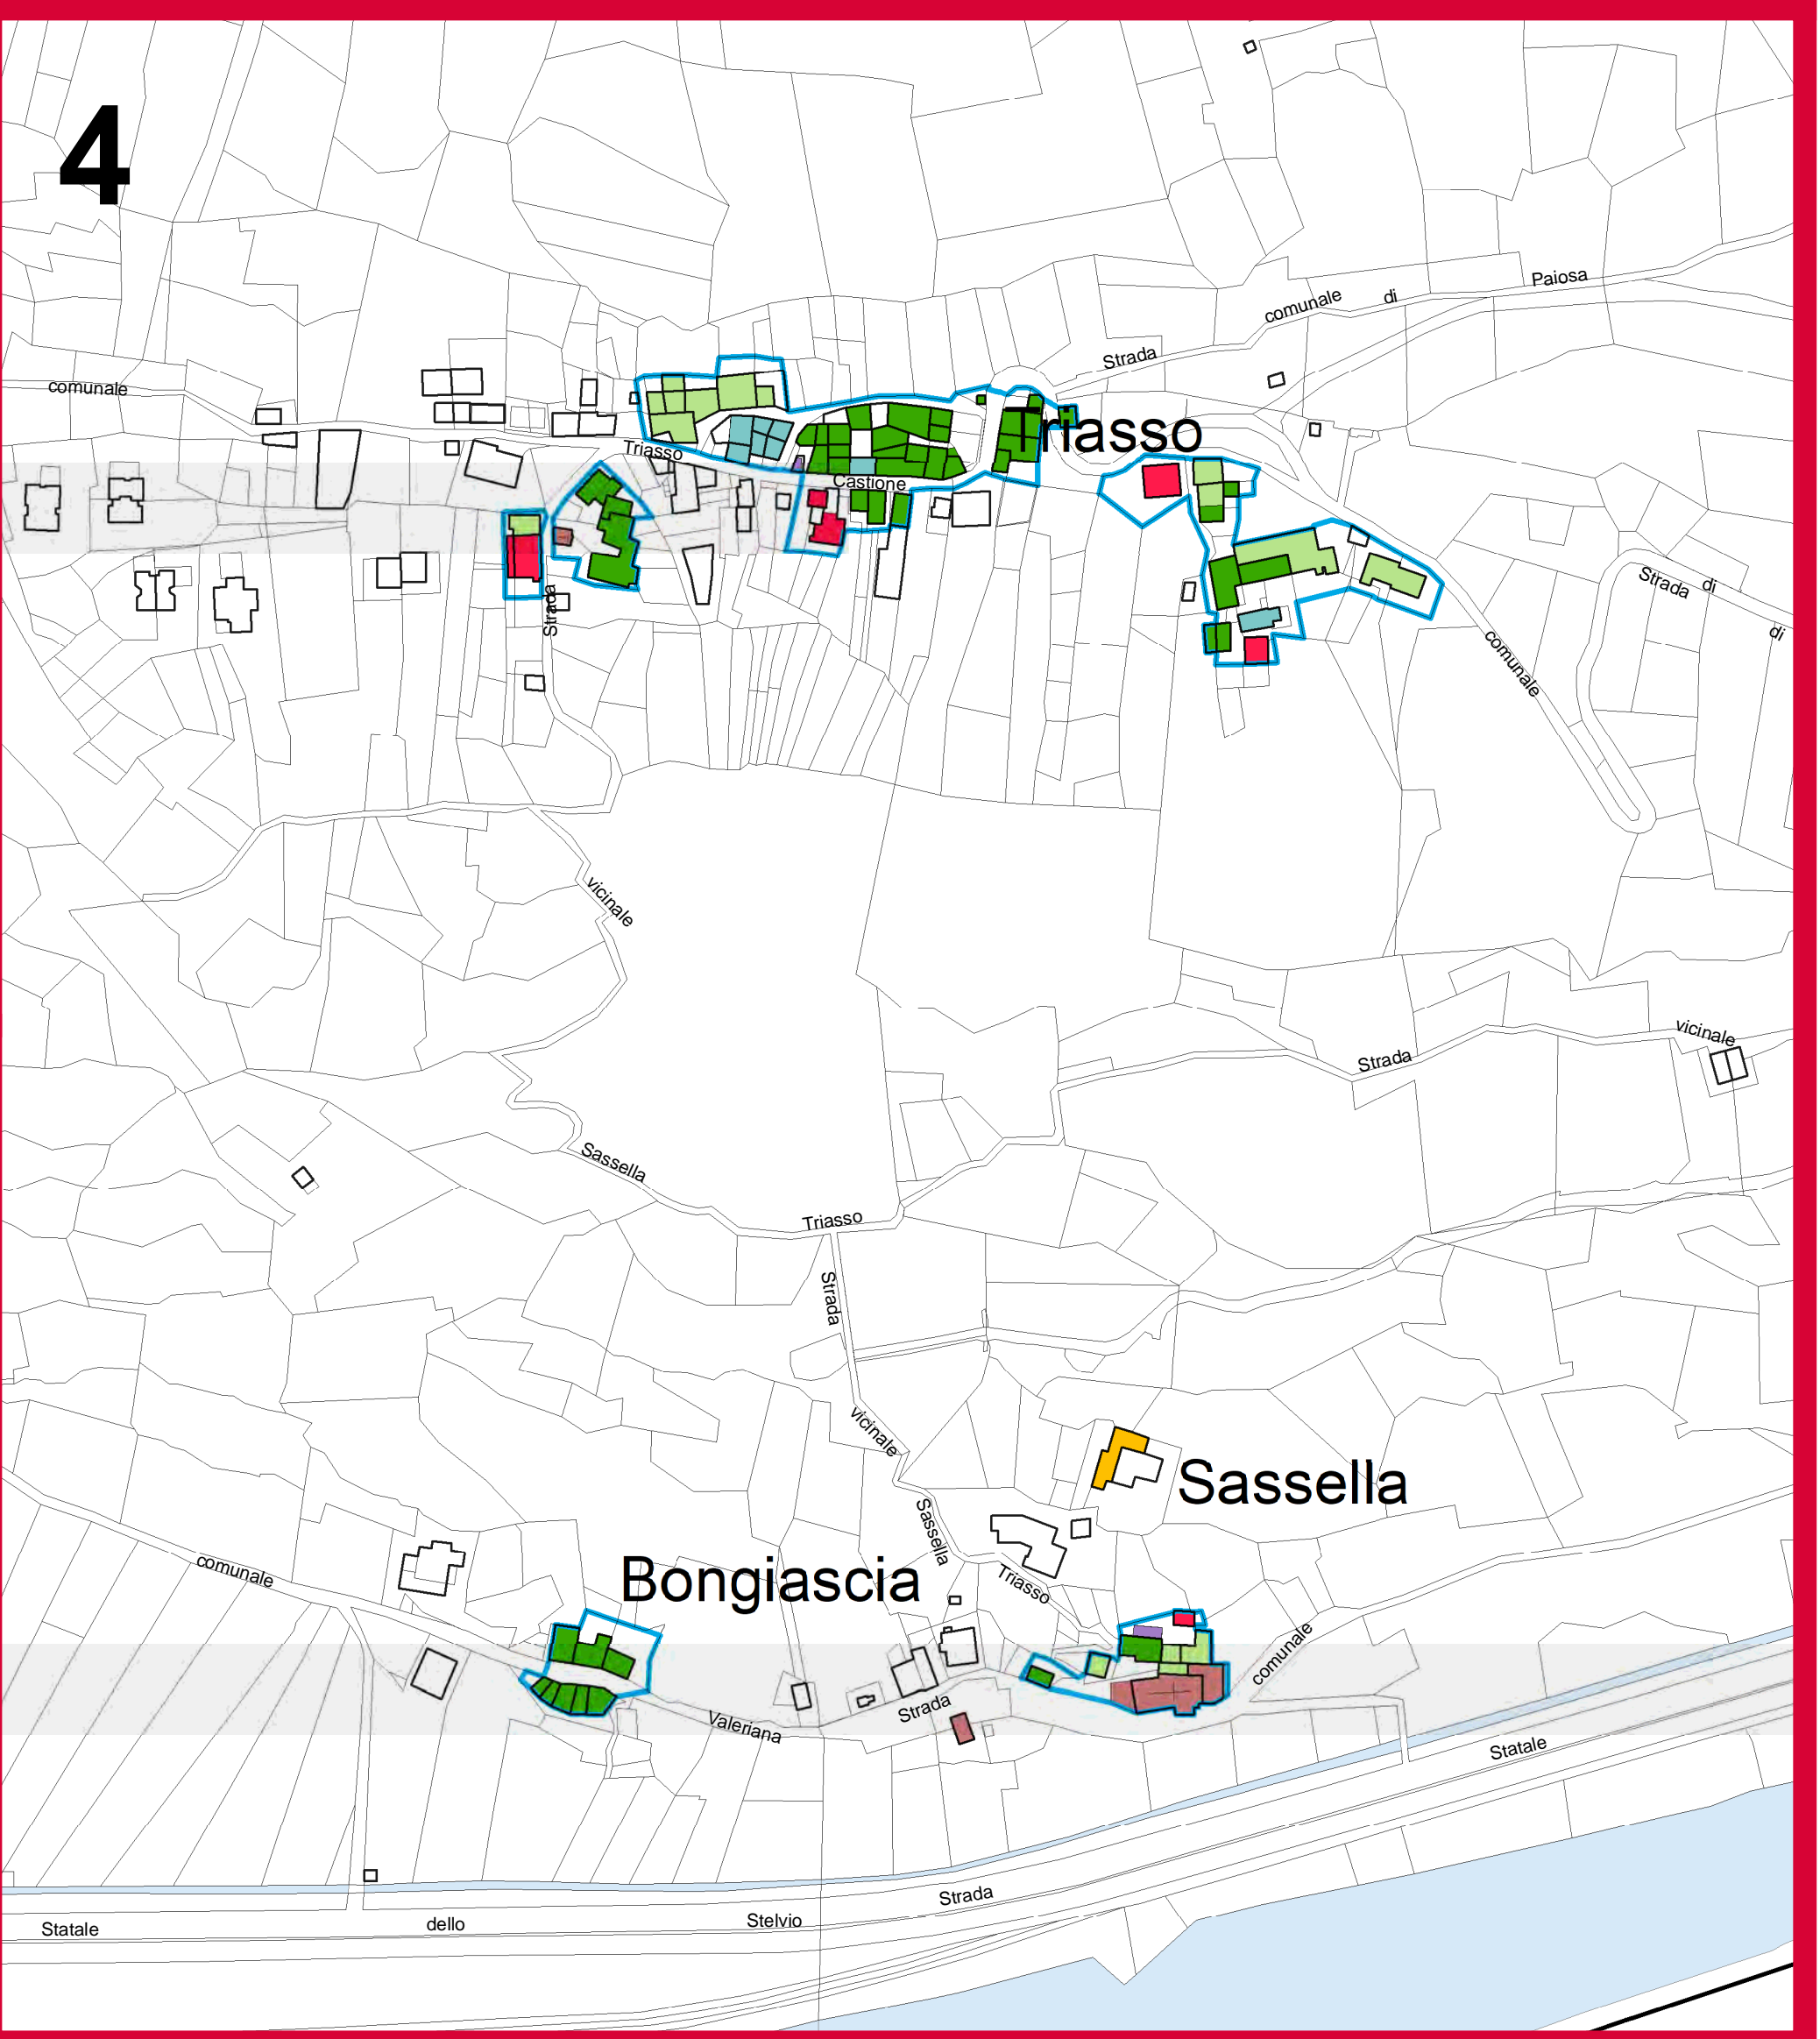 4
Paiosa
di
comunale
Strada
comunale
Triasso
Triasso
Castione
Strada
di
di
Strada
comunale
vicinale
vicinale
Strada
Sassella
Triasso
Strada
vicinale
Sassella
Sassella
Bongiascia
comunale
Triasso
comunale
Strada
Valeriana
Statale
Strada
Statale
dello
Stelvio